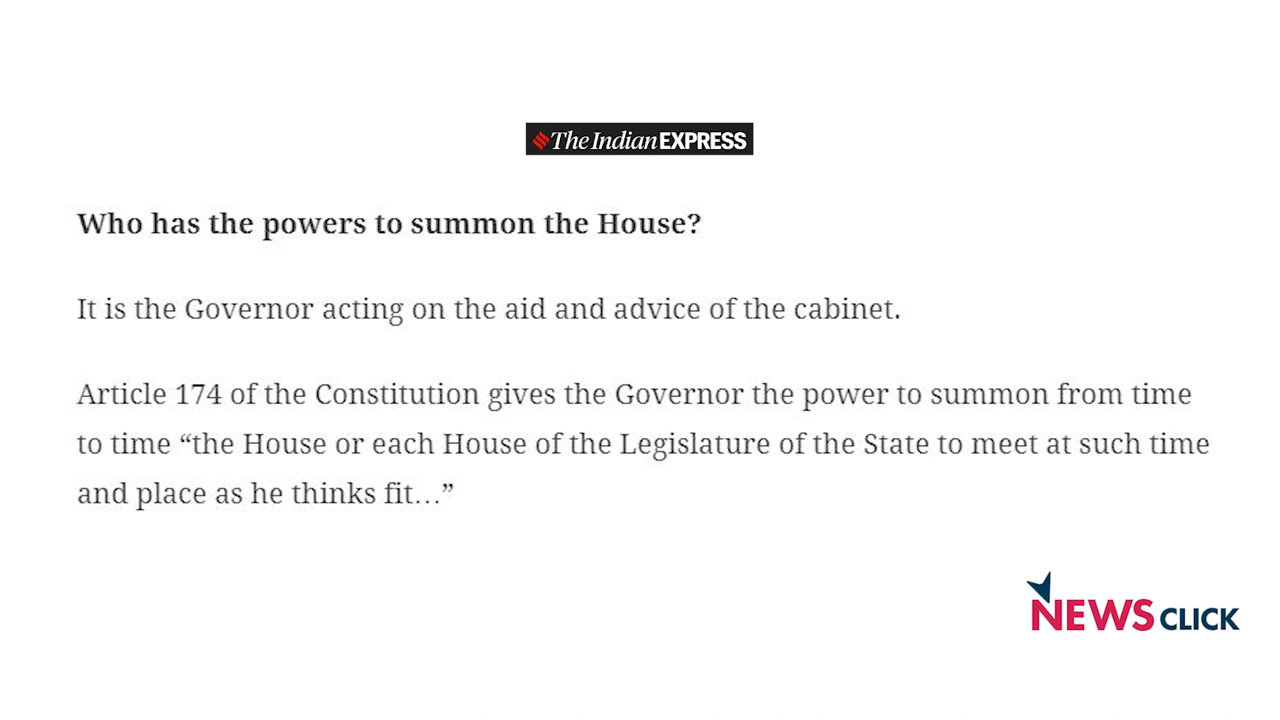 The Indian EXPRESS
Who has the powers to summon the House?
It is the Governor acting on the aid and advice of the cabinet.
Article 174 of the Constitution gives the Governor the power to summon from time
to time “the House or each House of the Legislature of the State to meet at such time
and place as he thinks fit…”
NEWSCLICK